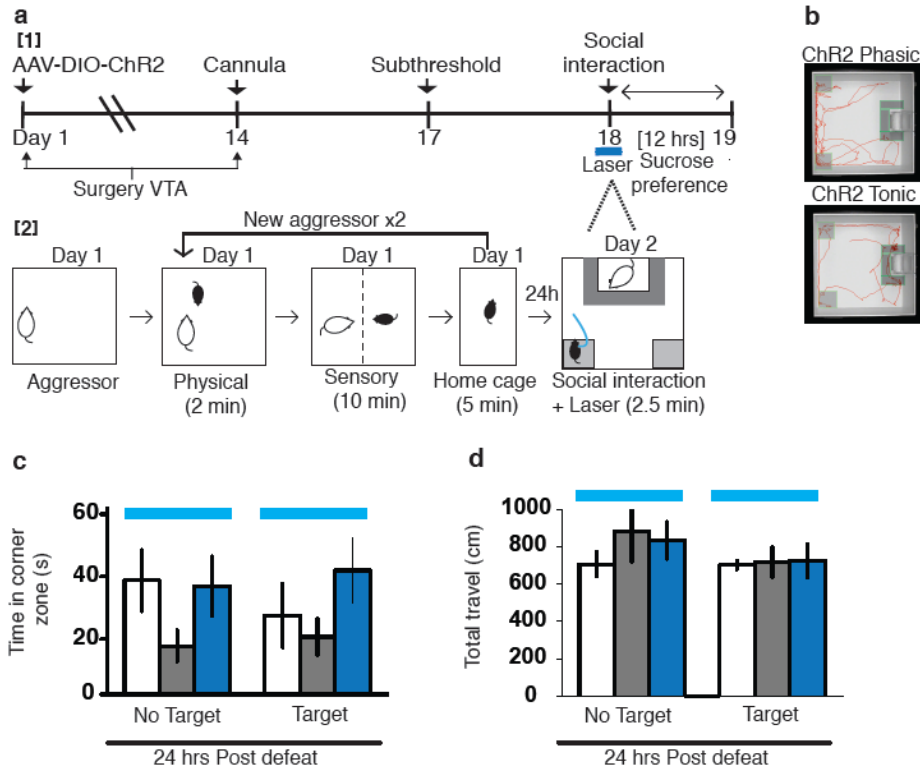 a
[1]
AAV-DIO-ChR2
Cannula
Subthreshold
Social
interaction
Day 1
14
17
18
[12 hrs]
19
Surgery VTA
Laser
Sucrose
preference
[2]
New aggressor x2
Day 1
Day 1
Day 1
Day 1
Day 2
24h
Aggressor
Physical
(2 min)
Sensory
(10 min)
Home cage
(5 min)
Social interaction
+ Laser (2.5 min)
b
ChR2 Phasic
ChR2 Tonic
c
Time in corner
zone (s)
60
40
20
0
No Target
Target
24 hrs Post defeat
d
Total travel (cm)
1000
800
600
400
200
0
No Target
Target
24 hrs Post defeat